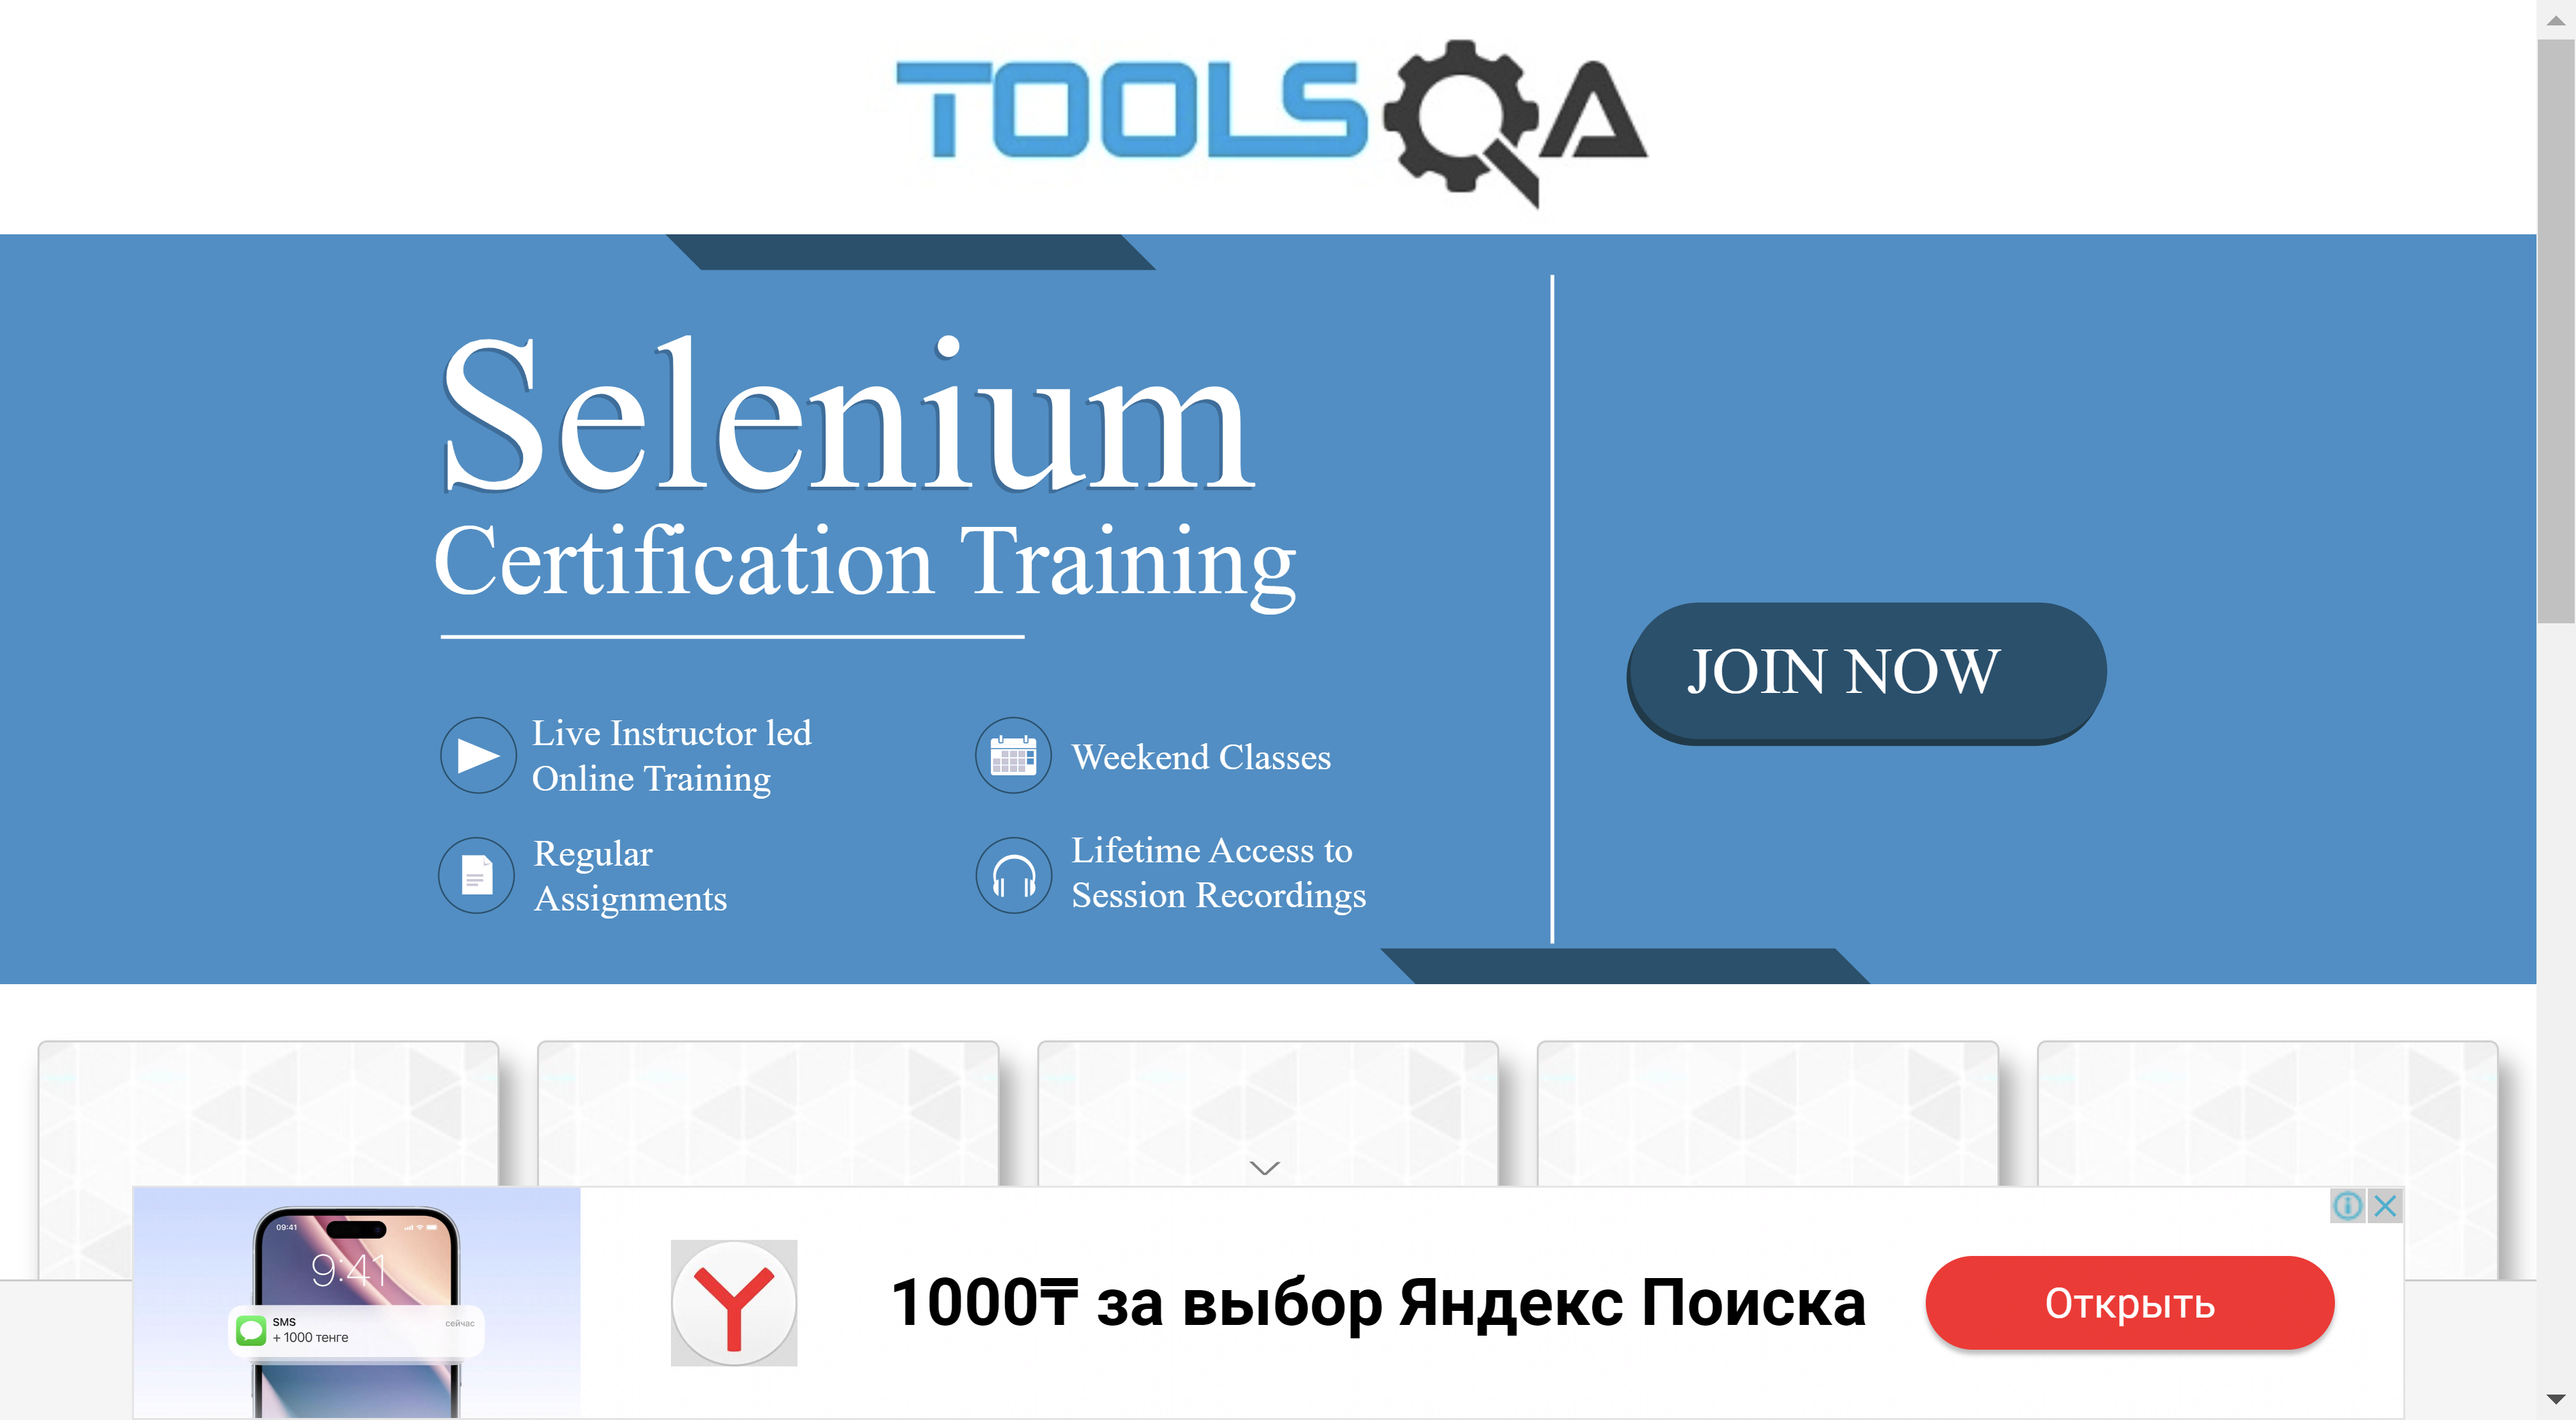 TOOLSQA
Selenium
Certification Training
JOIN NOW
Live Instructor led
Online Training
Weekend Classes
Regular
Assignments
Lifetime Access to
Session Recordings
09:41
9:41
SMS
сейчас
+ 1000 тенге
1000₸ за выбор Яндекс Поиска
Открыть